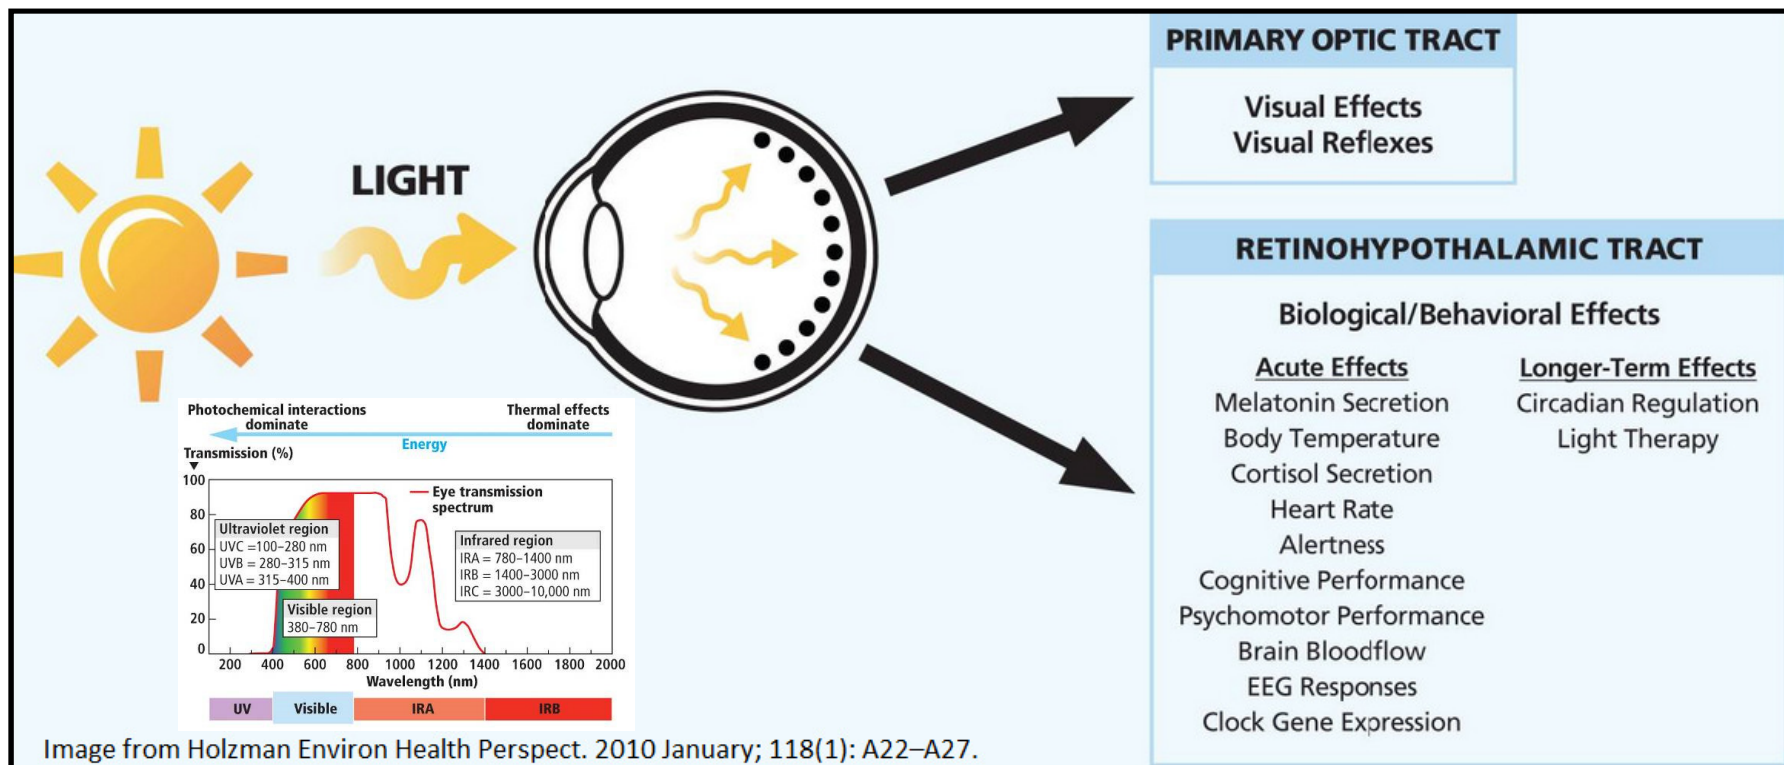 PRIMARY OPTIC TRACT
Visual Effects
Visual Reflexes
LIGHT
RETINOHYPOTHALAMIC TRACT
Biological/Behavioral Effects
Acute Effects
Melatonin Secretion
Body Temperature
Cortisol Secretion
Heart Rate
Alertness
Cognitive Performance
Psychomotor Performance
Brain Bloodflow
EEG Responses
Clock Gene Expression
Longer-Term Effects
Circadian Regulation
Light Therapy
Photochemical interactions
dominate
Thermal effects
dominate
Energy
Transmission (%)
100
80
60
40
20
0
Eye transmission
spectrum
Ultraviolet region
UVC =100–280 nm
UVB = 280–315 nm
UVA = 315–400 nm
Visible region
380–780 nm
Infrared region
IRA = 780–1400 nm
IRB = 1400–3000 nm
IRC = 3000–10,000 nm
200 400 600 800 1000 1200 1400 1600 1800 2000
Wavelength (nm)
UV Visible IRA IRB
Image from Holzman Environ Health Perspect. 2010 January; 118(1): A22–A27.